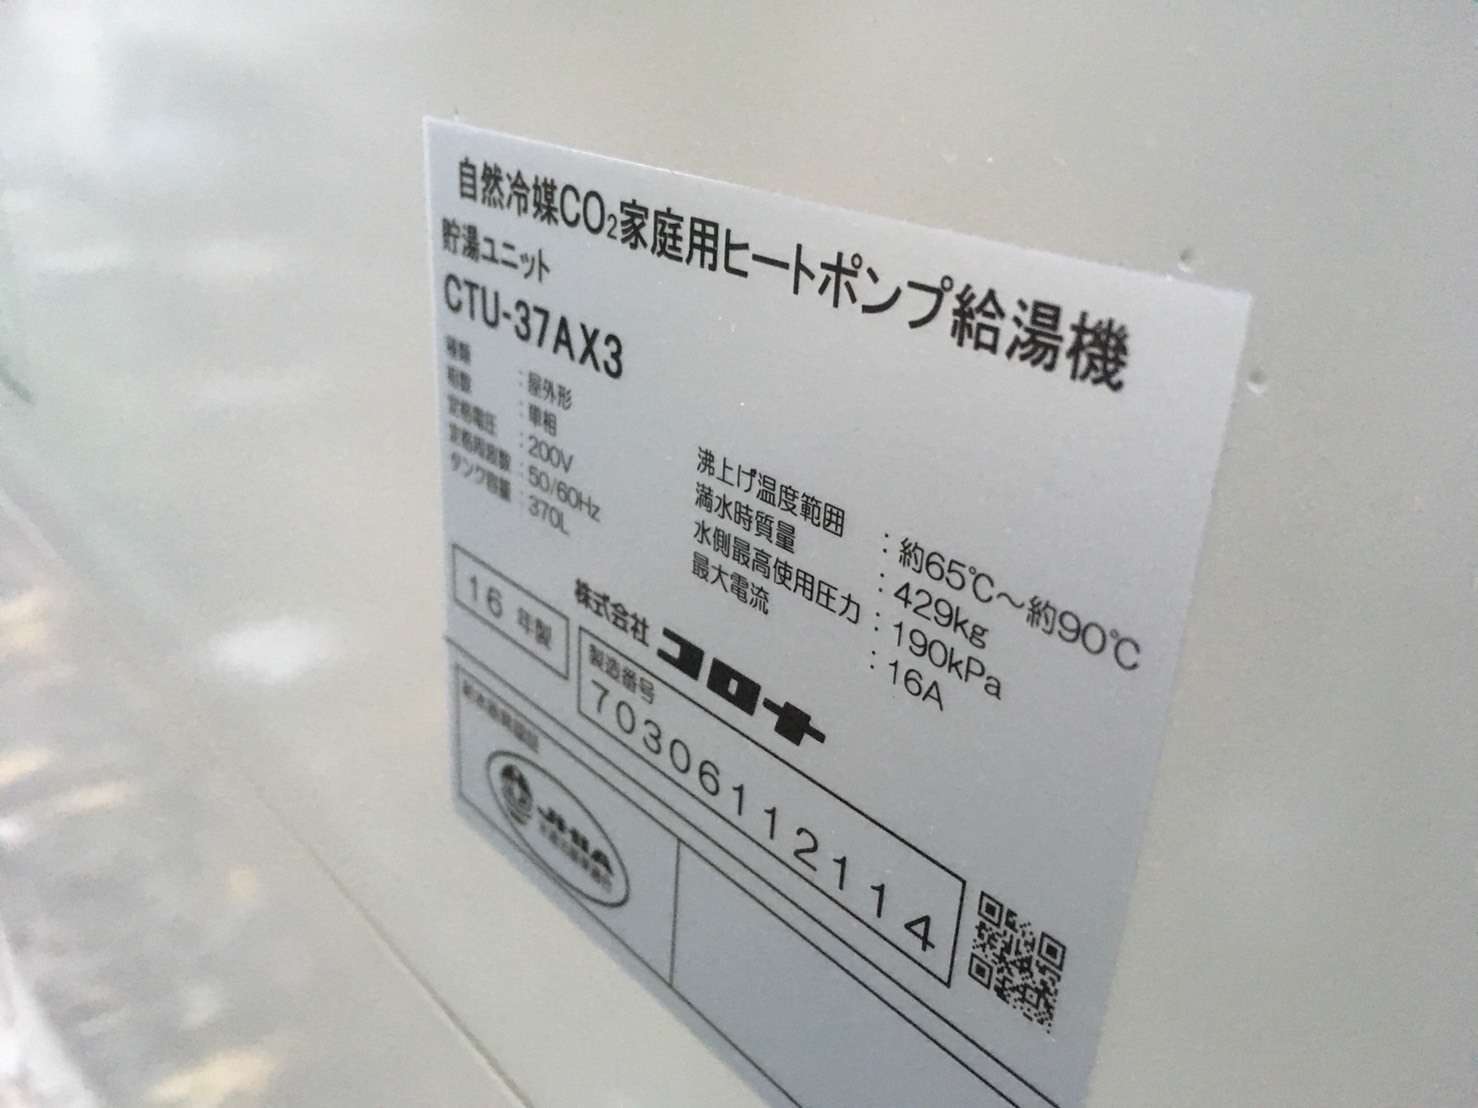 自然冷媒CO₂家庭用ヒートポンプ給湯機
貯湯ユニット
CTU-37AX3
種類 : 屋外形
相数 : 単相
定格電圧 : 200V
定格周波数 : 50/60Hz
タンク容量 : 370L
沸上げ温度範囲 : 約65℃～約90℃
満水時質量 : 429kg
水側最高使用圧力 : 190kPa
最大電流 : 16A
16 年製
株式会社 コロナ
製造番号
7030611 2114